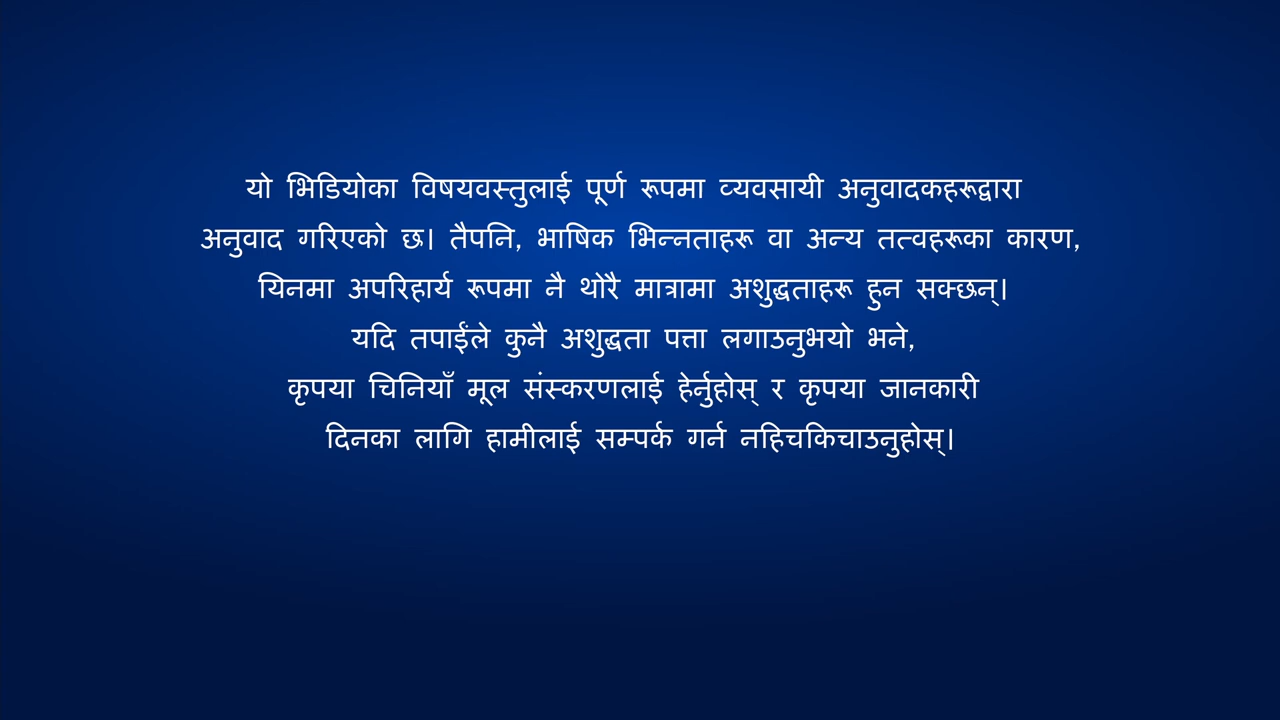 यो भिडियोका विषयवस्तुलाई पूर्ण रूपमा व्यवसायी अनुवादकहरूद्वारा
अनुवाद गरिएको छ। तैपनि, भाषिक भिन्नताहरू वा अन्य तत्वहरूका कारण,
यिनमा अपरिहार्य रूपमा नै थोरै मात्रामा अशुद्धताहरू हुन सक्छन्।
यदि तपाईंले कुनै अशुद्धता पत्ता लगाउनुभयो भने,
कृपया चिनियाँ मूल संस्करणलाई हेर्नुहोस् र कृपया जानकारी
दिनका लागि हामीलाई सम्पर्क गर्न नहिचकिचाउनुहोस्।